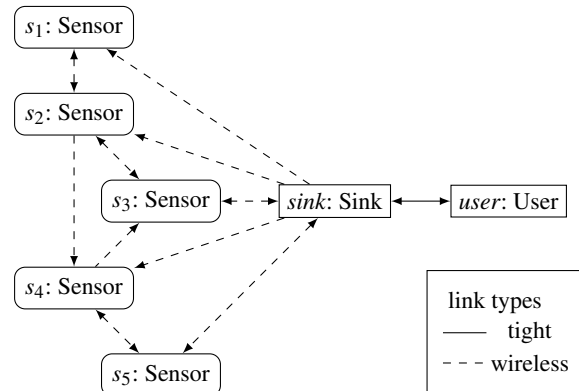 s₁: Sensor
s₂: Sensor
s₃: Sensor
sink: Sink
user: User
s₄: Sensor
s₅: Sensor
link types
tight
wireless